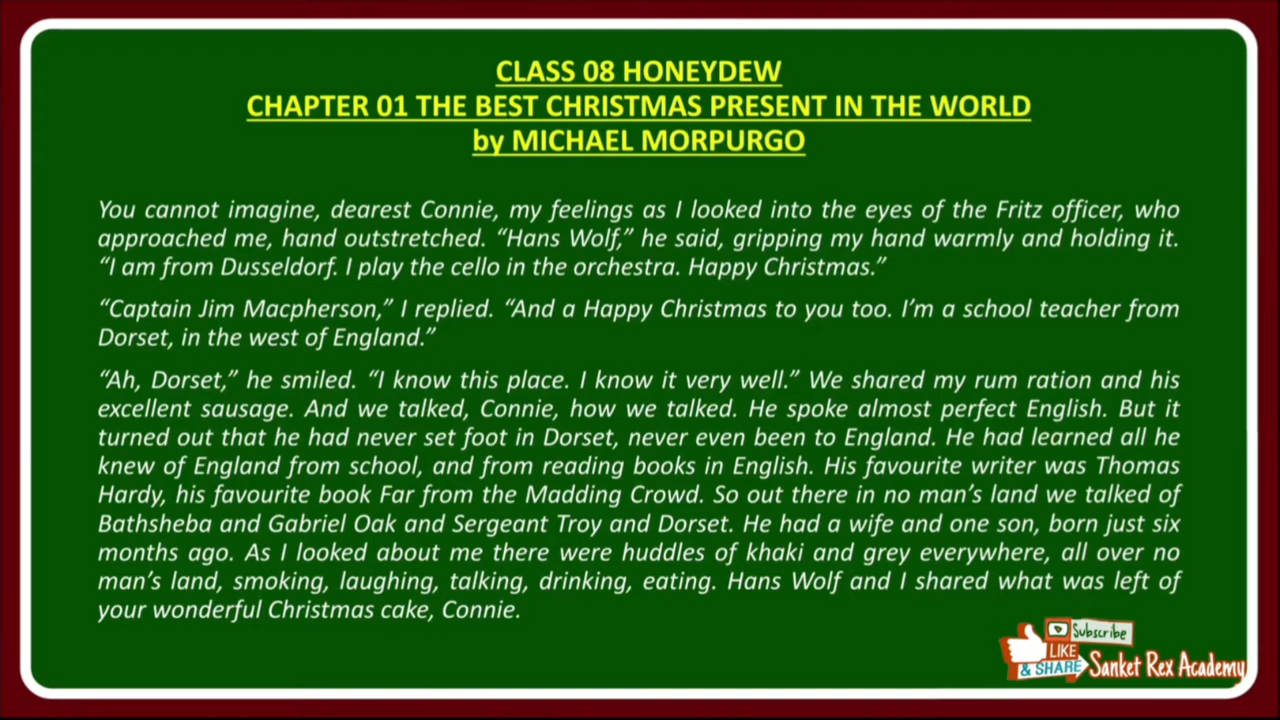 CLASS 08 HONEYDEW
CHAPTER 01 THE BEST CHRISTMAS PRESENT IN THE WORLD
by MICHAEL MORPURGO
You cannot imagine, dearest Connie, my feelings as I looked into the eyes of the Fritz officer, who
approached me, hand outstretched. “Hans Wolf,” he said, gripping my hand warmly and holding it.
“I am from Dusseldorf. I play the cello in the orchestra. Happy Christmas.”
“Captain Jim Macpherson,” I replied. “And a Happy Christmas to you too. I’m a school teacher from
Dorset, in the west of England.”
“Ah, Dorset,” he smiled. “I know this place. I know it very well.” We shared my rum ration and his
excellent sausage. And we talked, Connie, how we talked. He spoke almost perfect English. But it
turned out that he had never set foot in Dorset, never even been to England. He had learned all he
knew of England from school, and from reading books in English. His favourite writer was Thomas
Hardy, his favourite book Far from the Madding Crowd. So out there in no man’s land we talked of
Bathsheba and Gabriel Oak and Sergeant Troy and Dorset. He had a wife and one son, born just six
months ago. As I looked about me there were huddles of khaki and grey everywhere, all over no
man’s land, smoking, laughing, talking, drinking, eating. Hans Wolf and I shared what was left of
your wonderful Christmas cake, Connie.
Subscribe
LIKE
& SHARE
Sanket Rex Academy